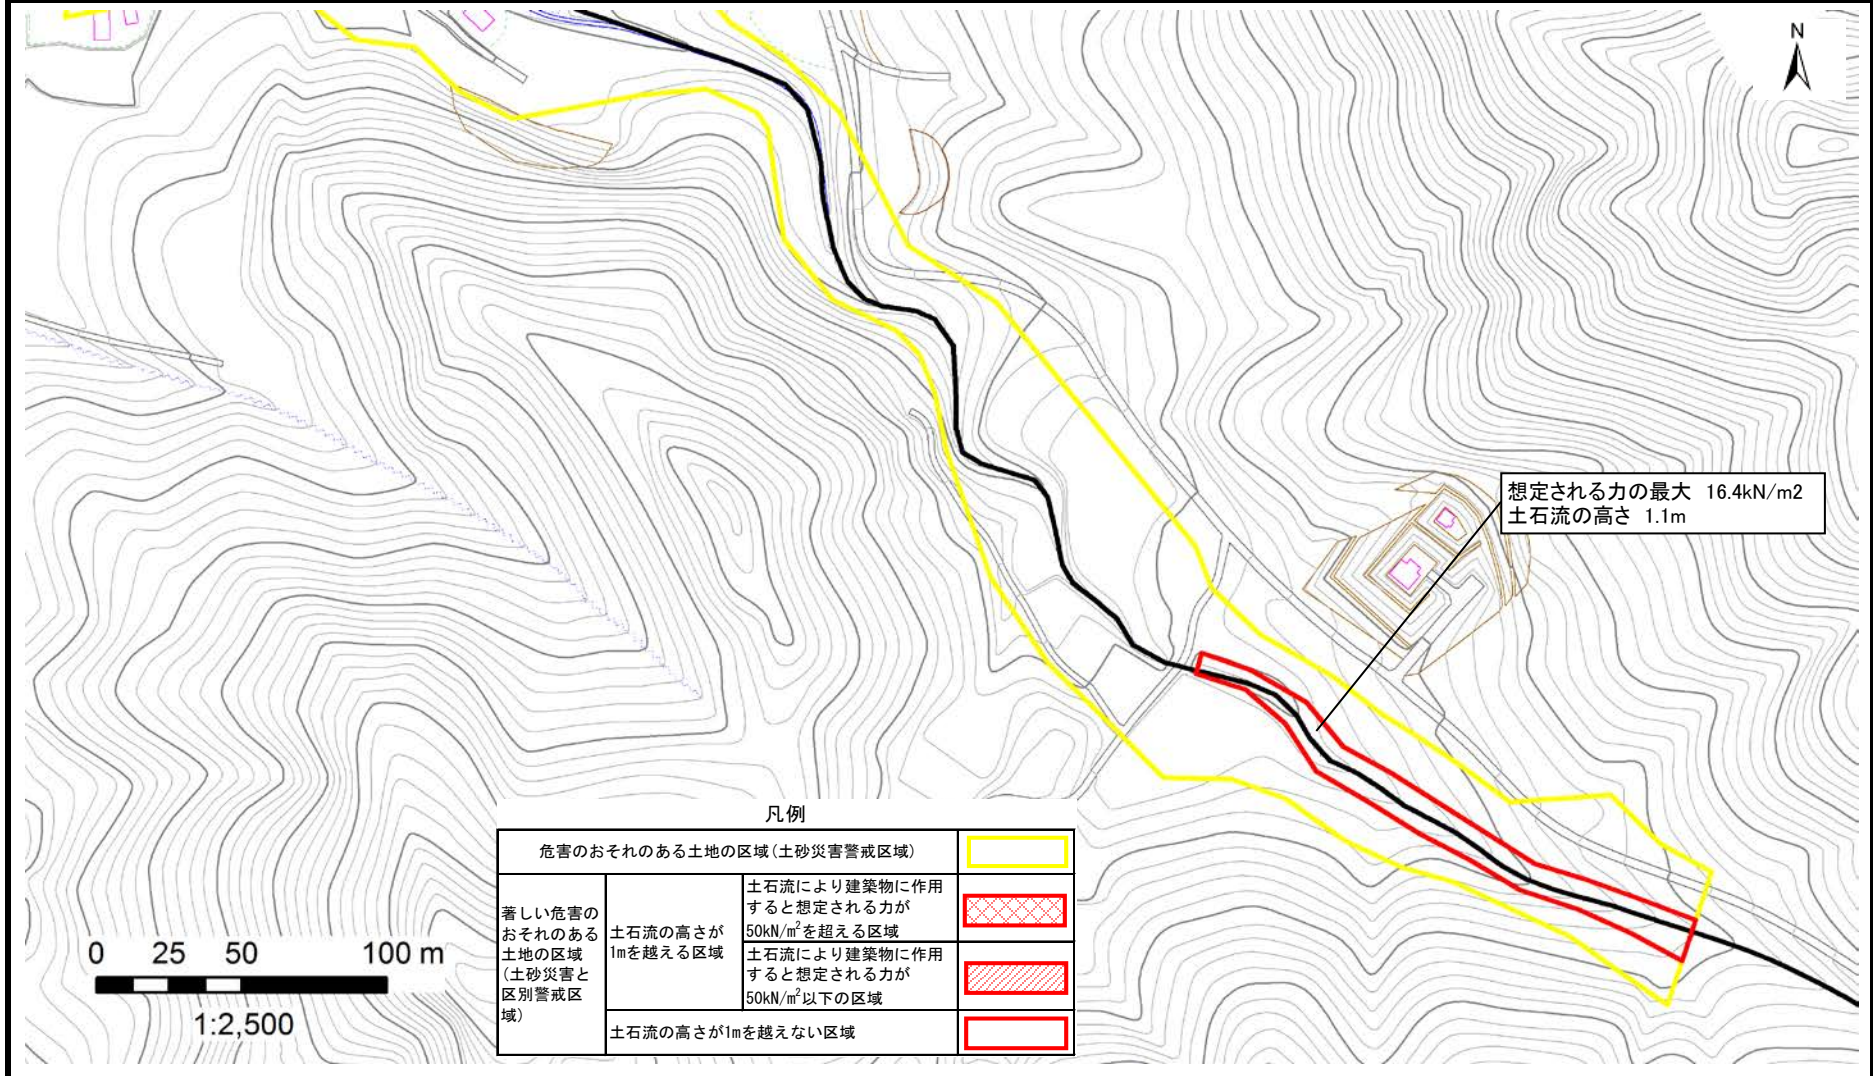 N
想定される力の最大 16.4kN/m2
土石流の高さ 1.1m
凡例
危害のおそれのある土地の区域(土砂災害警戒区域)
著しい危害の
おそれのある
土地の区域
(土砂災害と
区別警戒区
域)
土石流の高さが
1mを越える区域
土石流により建築物に作用
すると想定される力が
50kN/m²を超える区域
土石流により建築物に作用
すると想定される力が
50kN/m²以下の区域
土石流の高さが1mを越えない区域
0 25 50 100 m
1:2,500